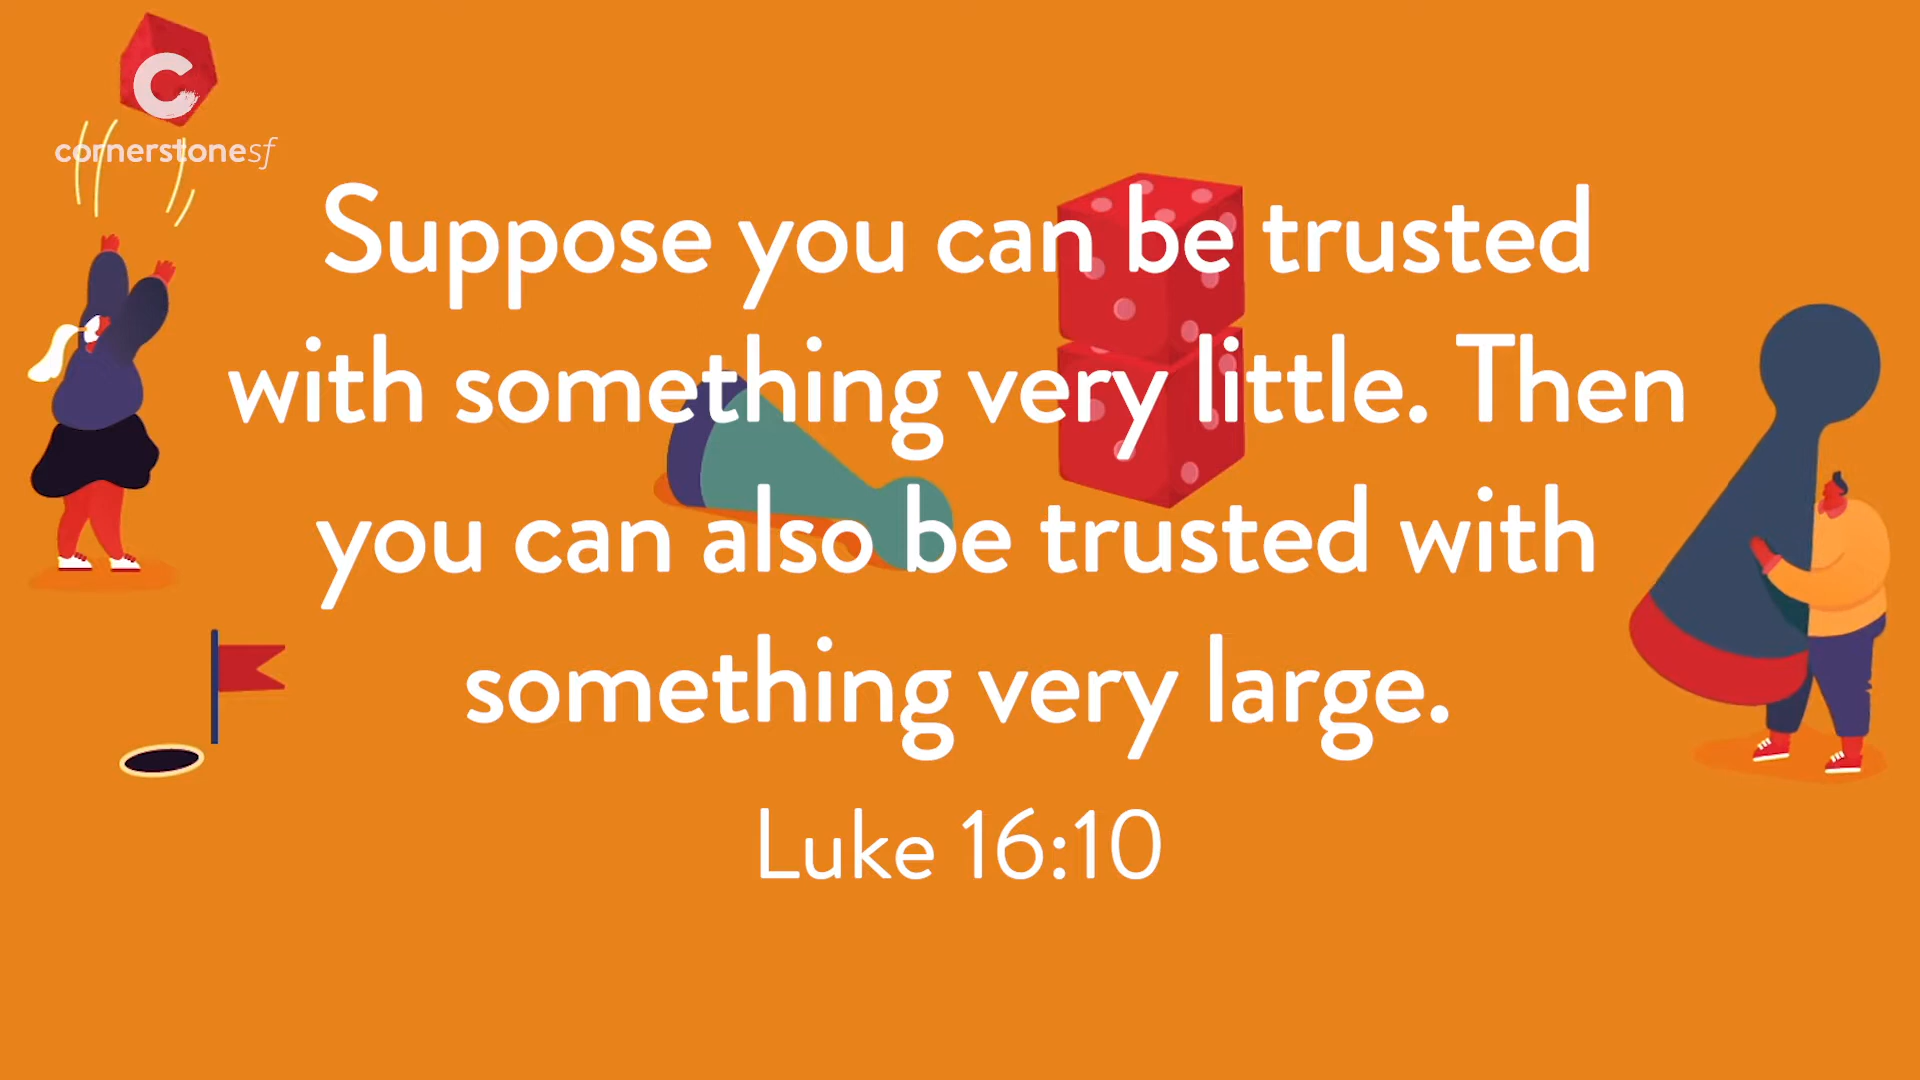 C
cornerstonesf
Suppose you can be trusted
with something very little. Then
you can also be trusted with
something very large.
Luke 16:10